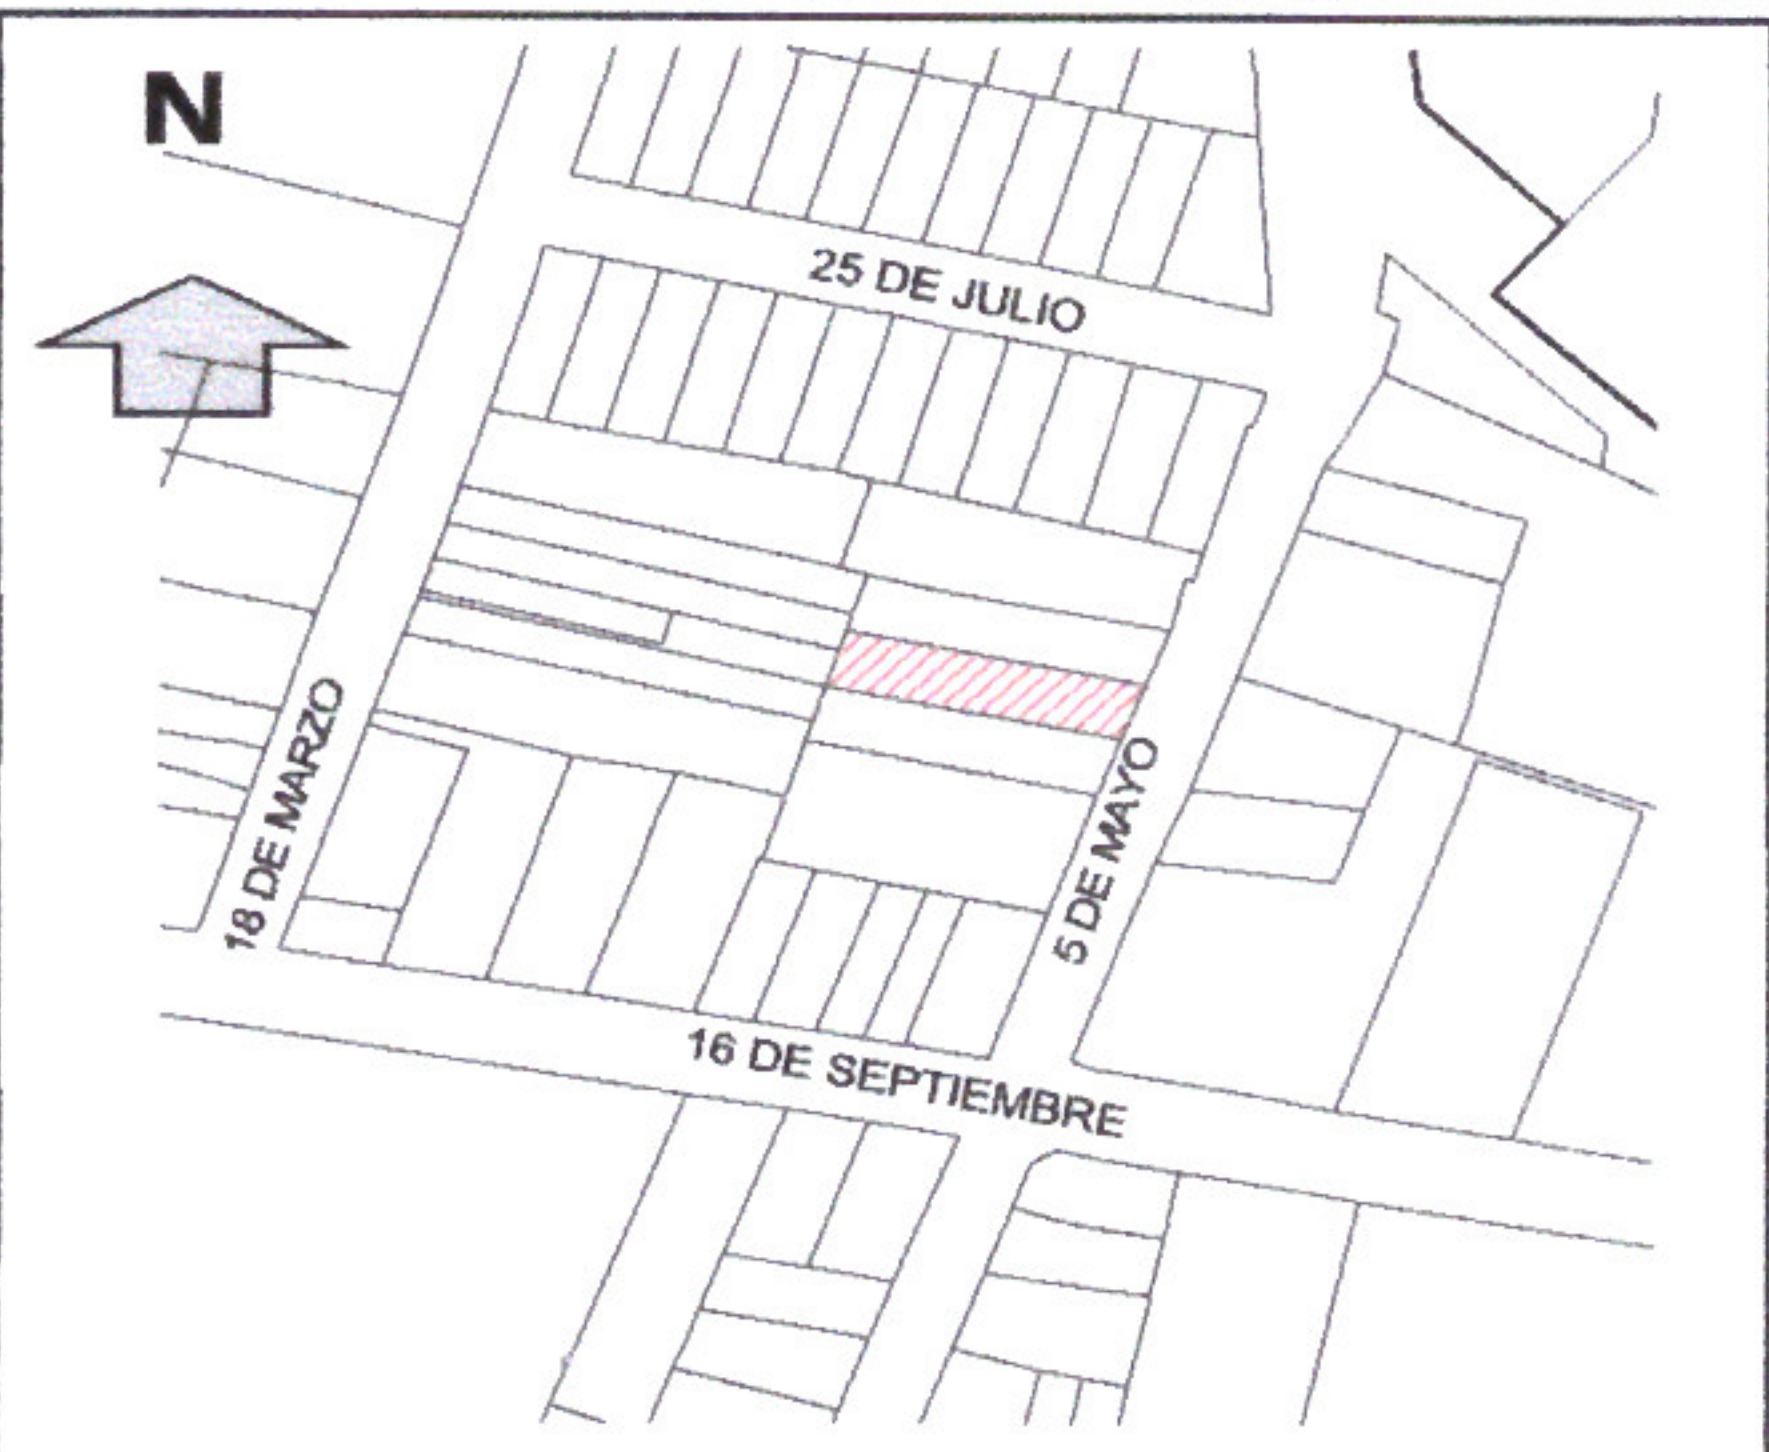 N
25 DE JULIO
18 DE MARZO
5 DE MAYO
16 DE SEPTIEMBRE